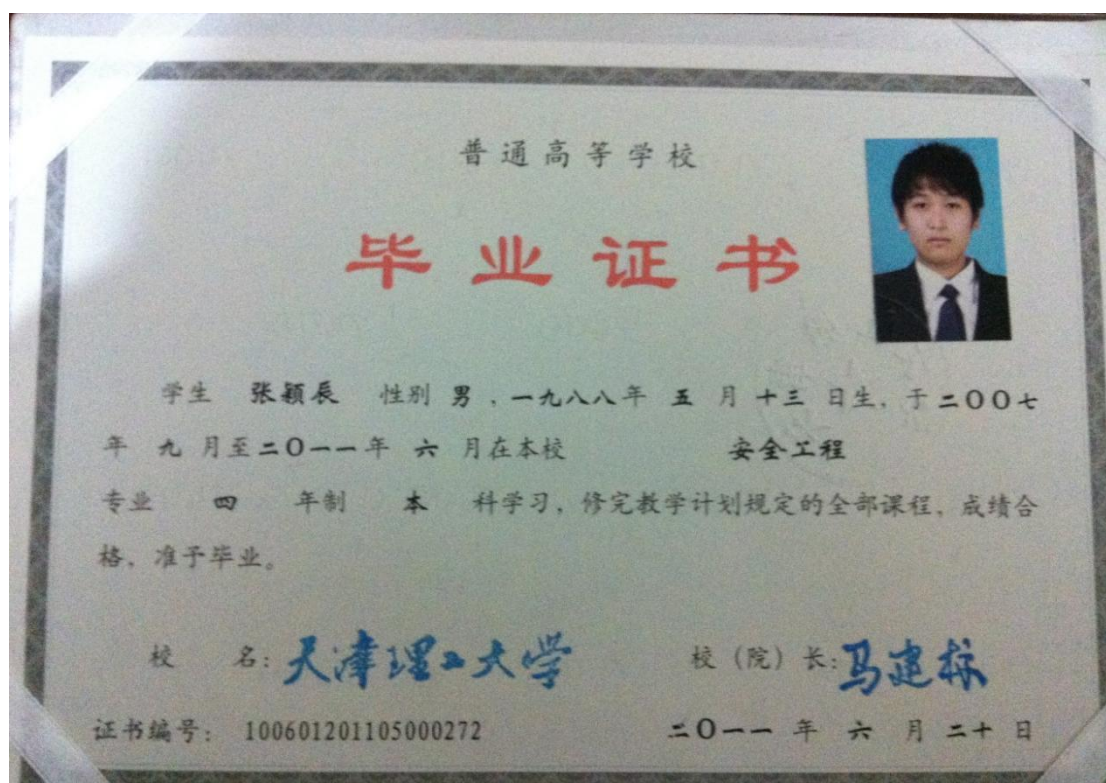 普通高等学校
毕业证书
学生 张颖辰 性别 男，一九八八年 五 月 十三 日生，于二〇〇七
年 九 月至二〇一一年 六 月在本校 安全工程
专业 四 年制 本 科学习，修完教学计划规定的全部课程，成绩合
格，准予毕业。
校 名：天津理工大学 校（院）长：马建标
证书编号： 100601201105000272 二〇一一 年 六 月 二十 日